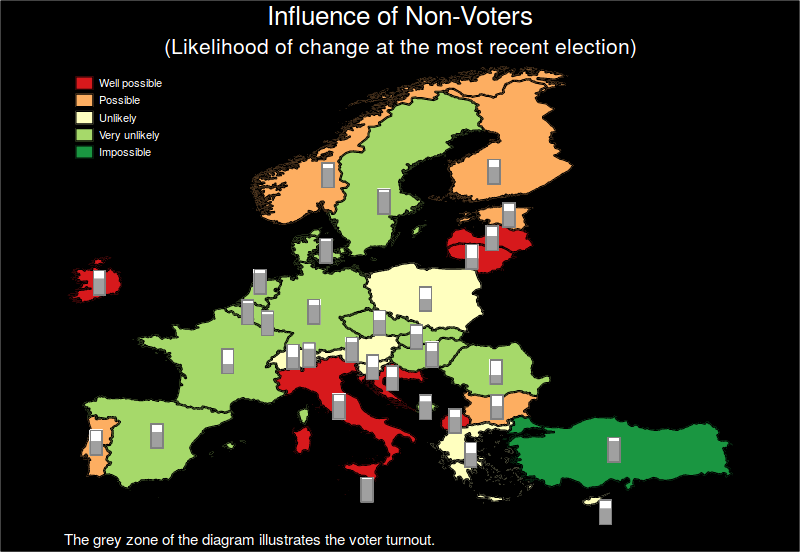 Influence of Non-Voters
(Likelihood of change at the most recent election)
Well possible
Possible
Unlikely
Very unlikely
Impossible
The grey zone of the diagram illustrates the voter turnout.